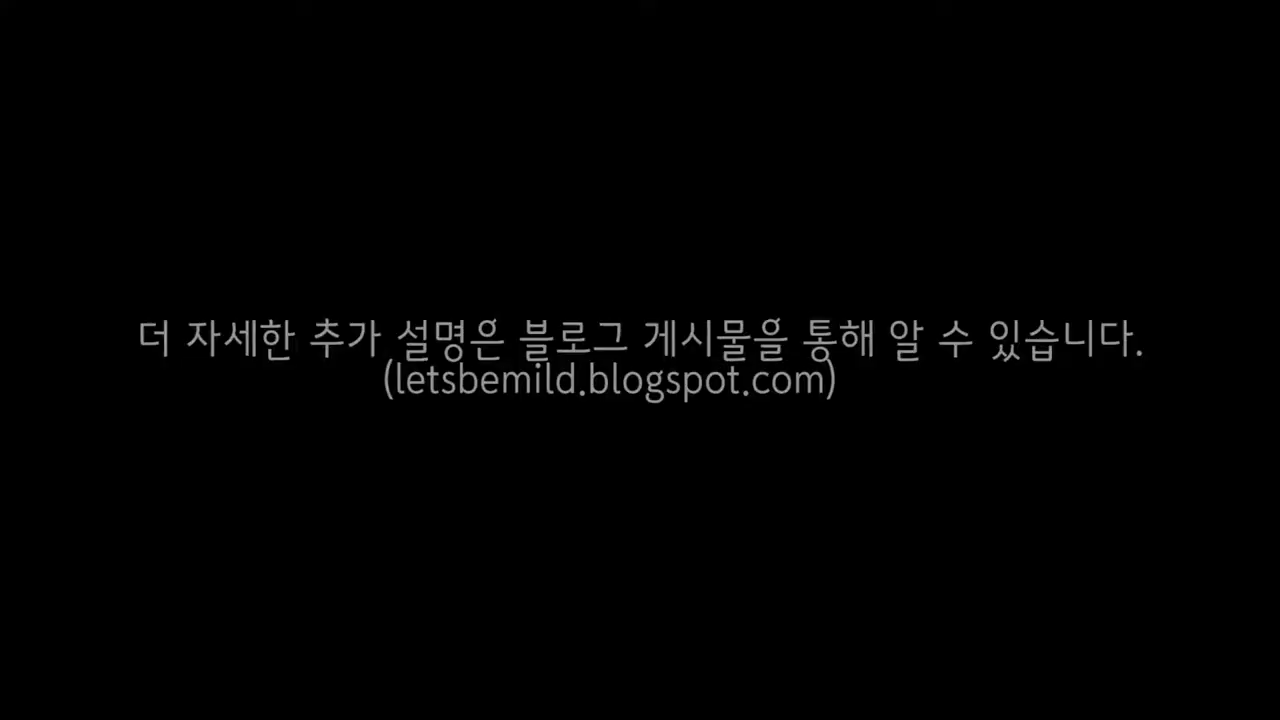 더 자세한 추가 설명은 블로그 게시물을 통해 알 수 있습니다.
(letsbemild.blogspot.com)